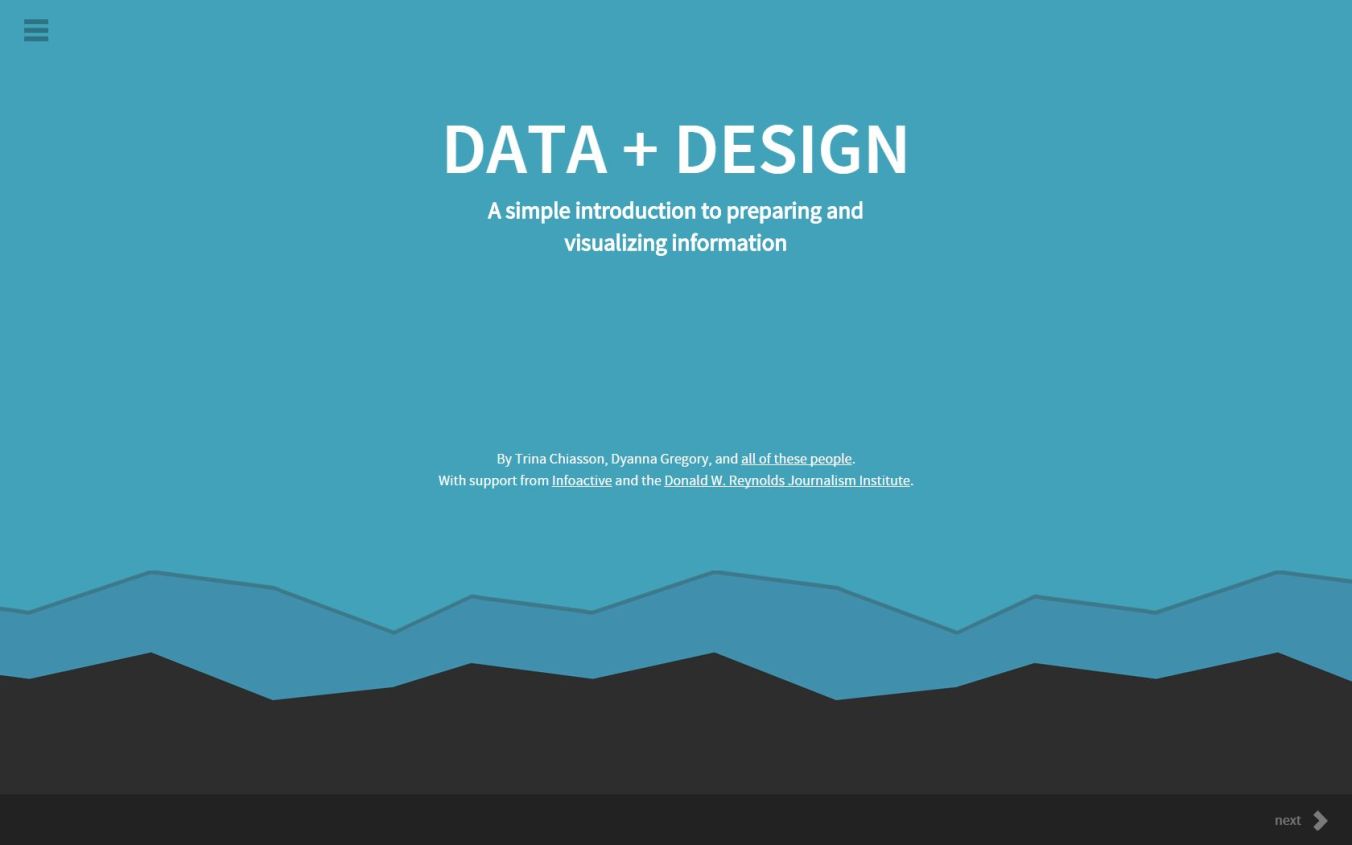 DATA + DESIGN
A simple introduction to preparing and
visualizing information
By Trina Chiasson, Dyanna Gregory, and all of these people.
With support from Infoactive and the Donald W. Reynolds Journalism Institute.
next